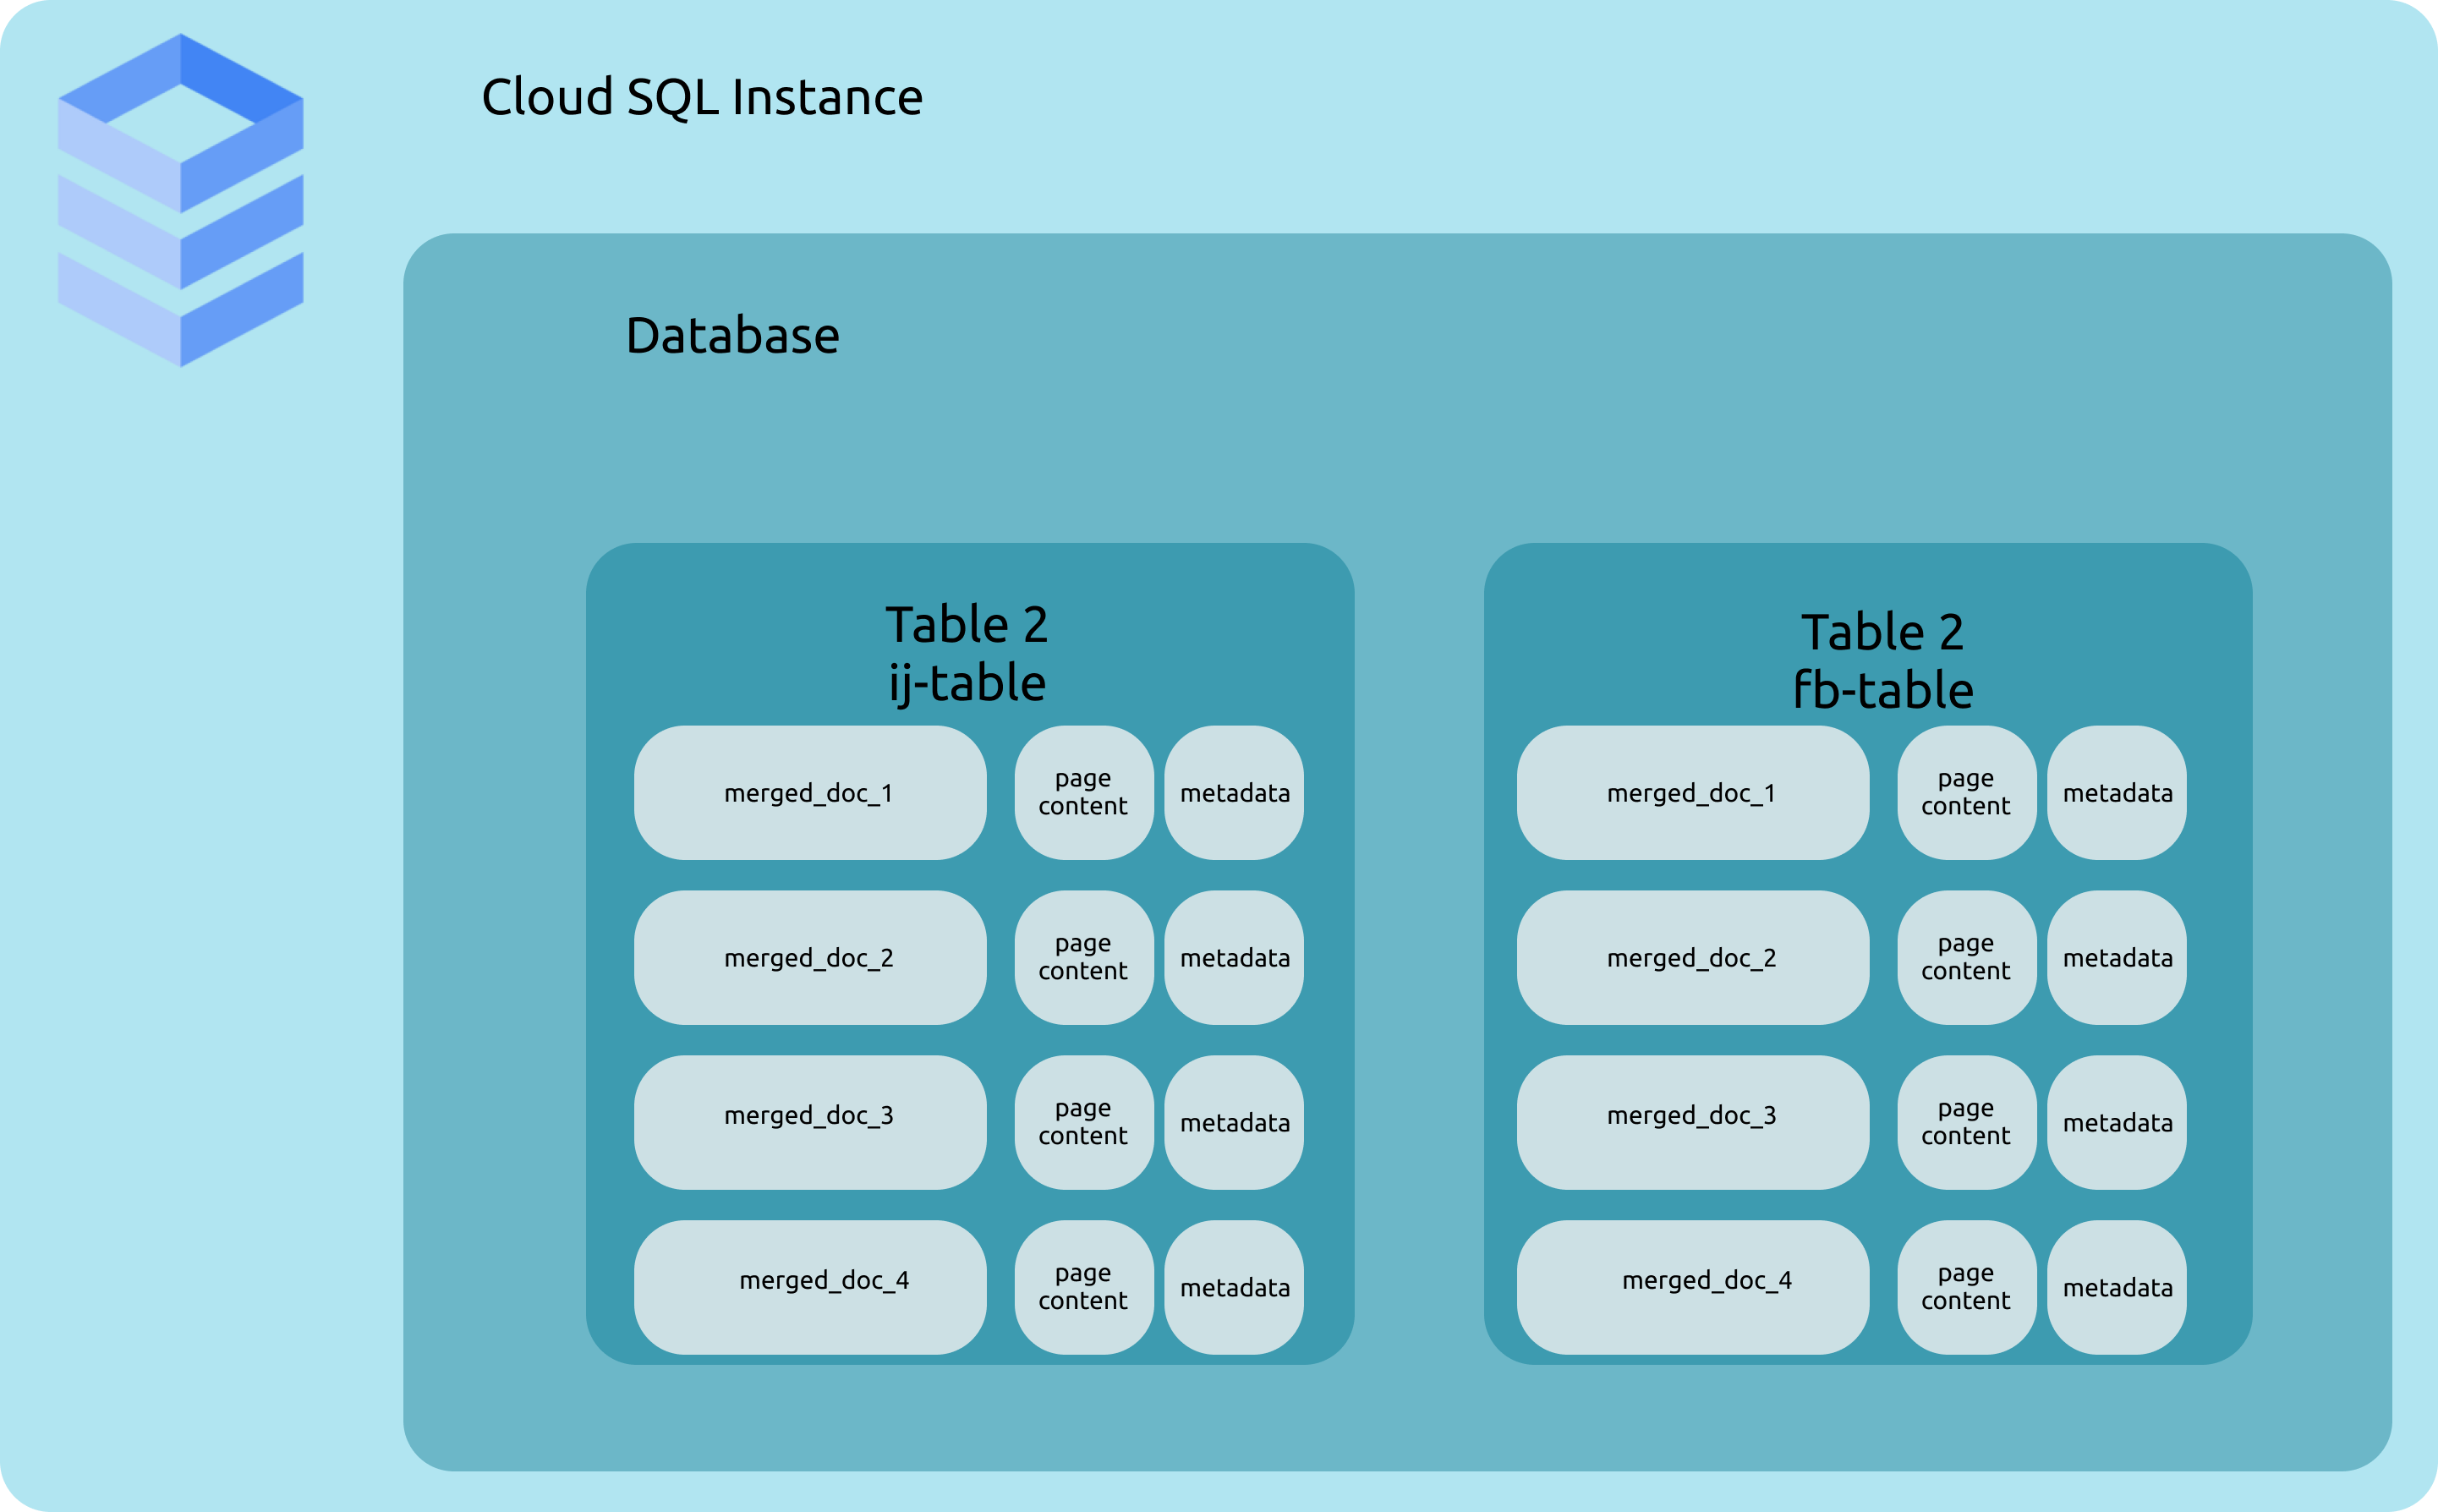 Cloud SQL Instance
Database
Table 2
ij-table
merged_doc_1
page
content
metadata
merged_doc_2
page
content
metadata
merged_doc_3
page
content
metadata
merged_doc_4
page
content
metadata
Table 2
fb-table
merged_doc_1
page
content
metadata
merged_doc_2
page
content
metadata
merged_doc_3
page
content
metadata
merged_doc_4
page
content
metadata